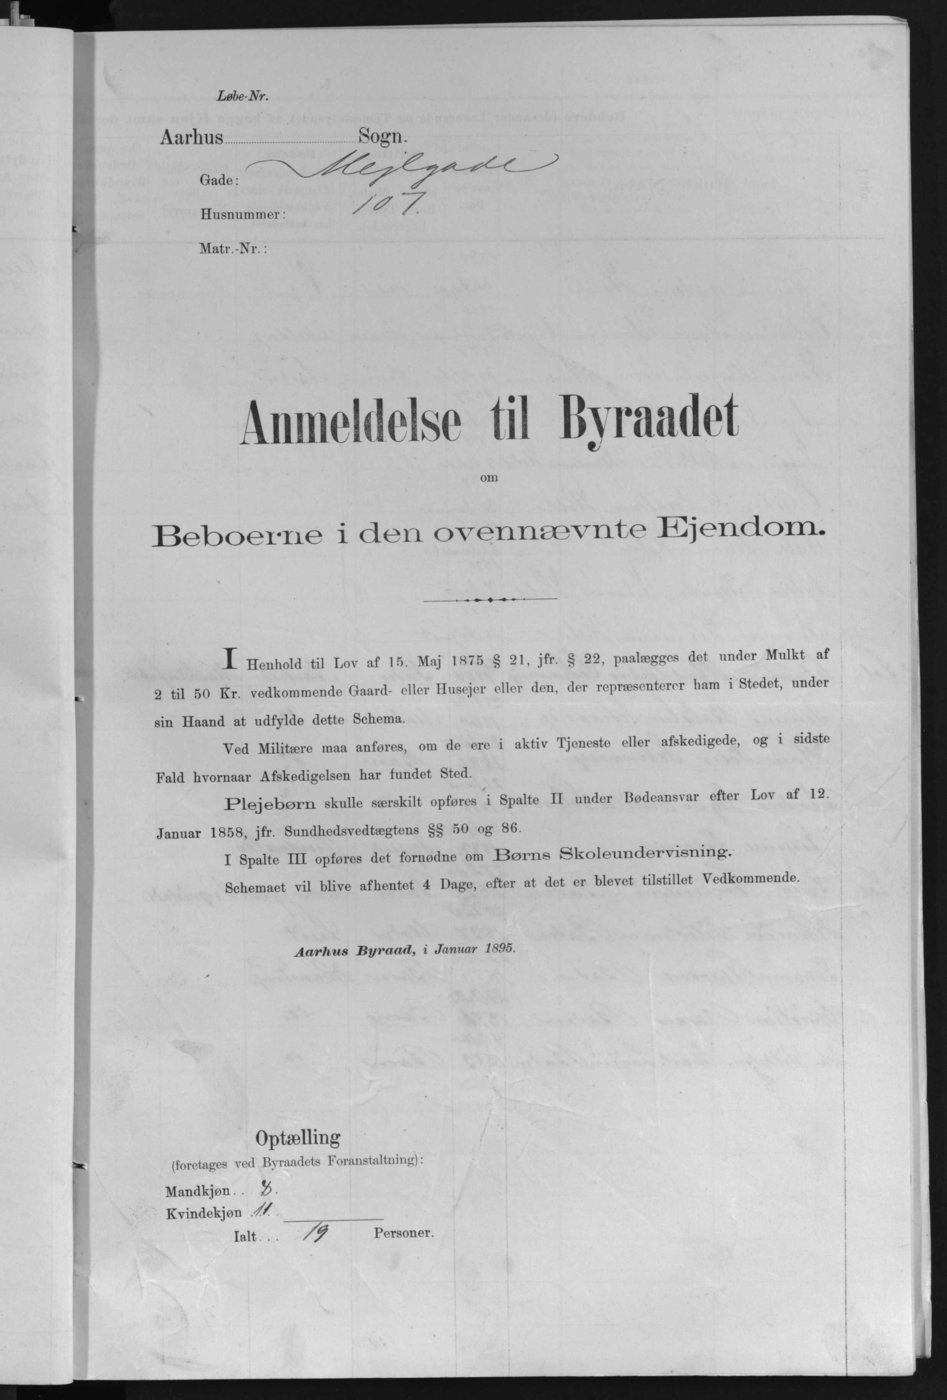 Løbe-Nr.
Aarhus Sogn.
Gade: Mejlgade
Husnummer: 107.
Matr.-Nr.:
Anmeldelse til Byraadet
om
Beboerne i den ovennævnte Ejendom.
I Henhold til Lov af 15. Maj 1875 § 21, jfr. § 22, paalægges det under Mulkt af
2 til 50 Kr. vedkommende Gaard- eller Husejer eller den, der repræsenterer ham i Stedet, under
sin Haand at udfylde dette Schema.
Ved Militære maa anføres, om de ere i aktiv Tjeneste eller afskedigede, og i sidste
Fald hvornaar Afskedigelsen har fundet Sted.
Plejebørn skulle særskilt opføres i Spalte II under Bødeansvar efter Lov af 12.
Januar 1858, jfr. Sundhedsvedtægtens §§ 50 og 86.
I Spalte III opføres det fornødne om Børns Skoleundervisning.
Schemaet vil blive afhentet 4 Dage, efter at det er blevet tilstillet Vedkommende.
Aarhus Byraad, i Januar 1895.
Optælling
(foretages ved Byraadets Foranstaltning):
Mandkjøn . . 8.
Kvindekjøn . 11.
Ialt . . . 19 Personer.